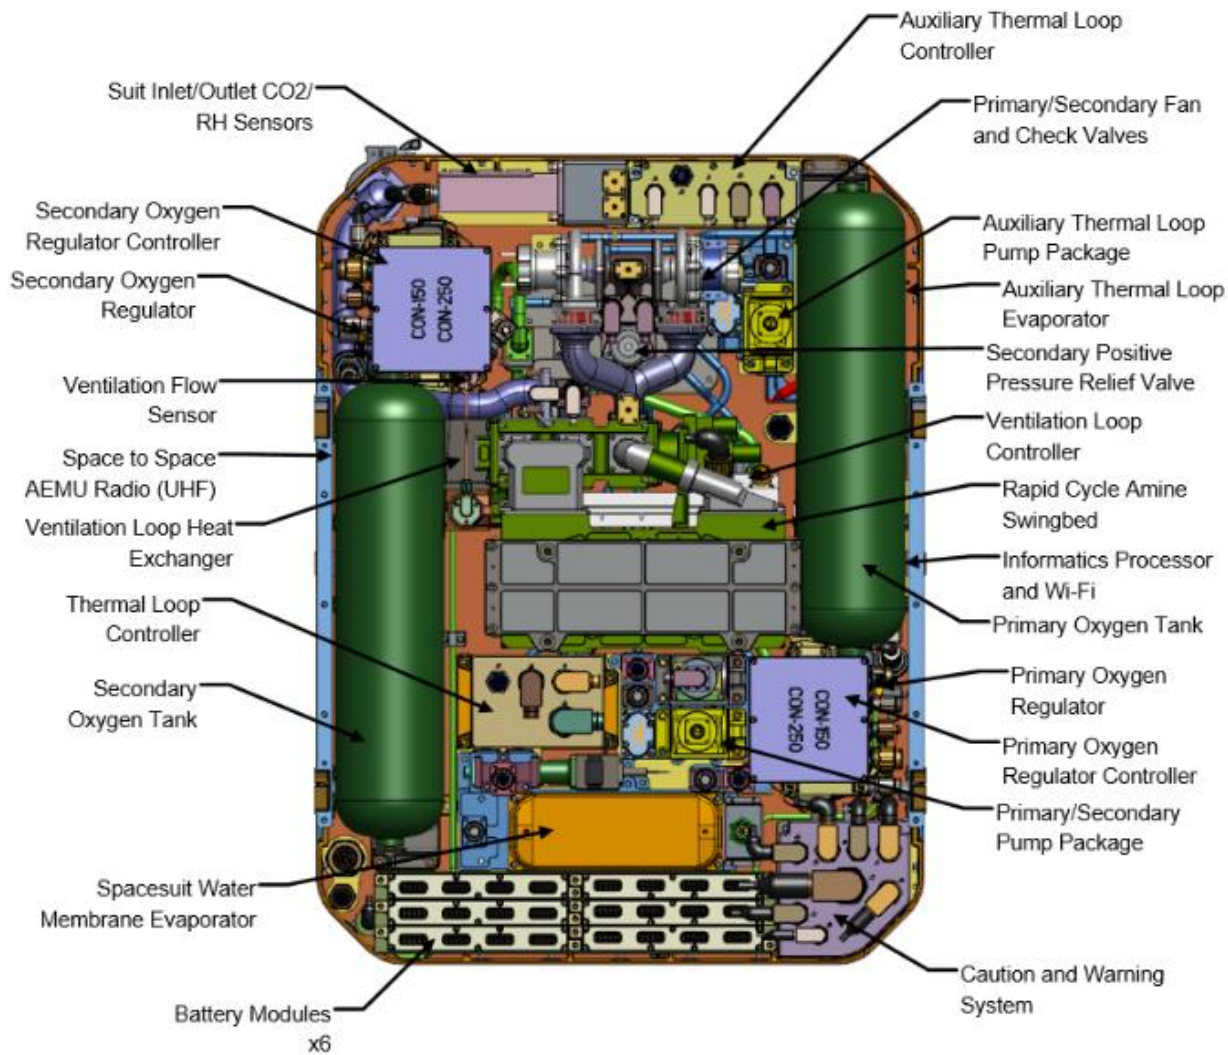 Auxiliary Thermal Loop
Controller
Suit Inlet/Outlet CO2/
RH Sensors
Primary/Secondary Fan
and Check Valves
Secondary Oxygen
Regulator Controller
Auxiliary Thermal Loop
Pump Package
Secondary Oxygen
Regulator
Auxiliary Thermal Loop
Evaporator
Secondary Positive
Pressure Relief Valve
Ventilation Flow
Sensor
Ventilation Loop
Controller
Space to Space
AEMU Radio (UHF)
Rapid Cycle Amine
Swingbed
Ventilation Loop Heat
Exchanger
Informatics Processor
and Wi-Fi
Thermal Loop
Controller
Primary Oxygen Tank
Secondary
Oxygen Tank
Primary Oxygen
Regulator
Primary Oxygen
Regulator Controller
Primary/Secondary
Pump Package
Spacesuit Water
Membrane Evaporator
Caution and Warning
System
Battery Modules
x6
CON-150
CON-250
CON-150
CON-250